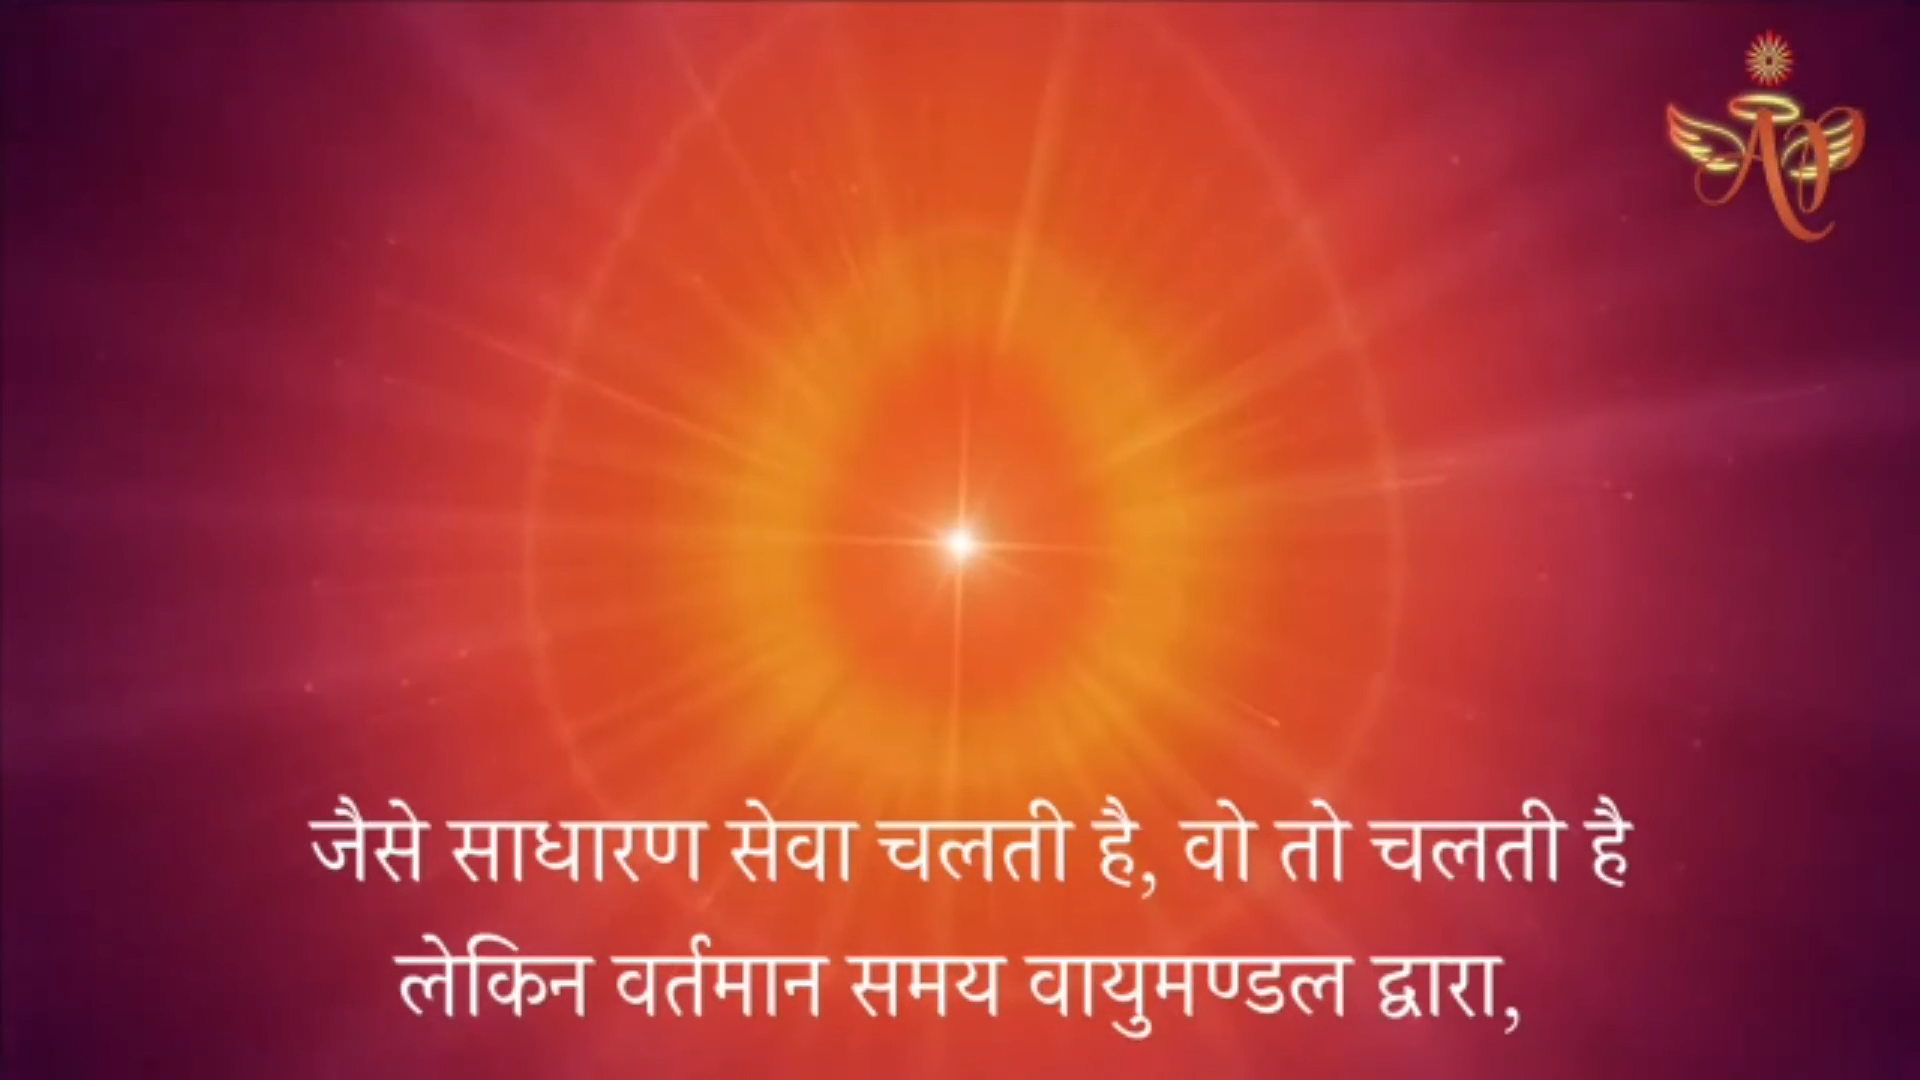 जैसे साधारण सेवा चलती है, वो तो चलती है
लेकिन वर्तमान समय वायुमण्डल द्वारा,